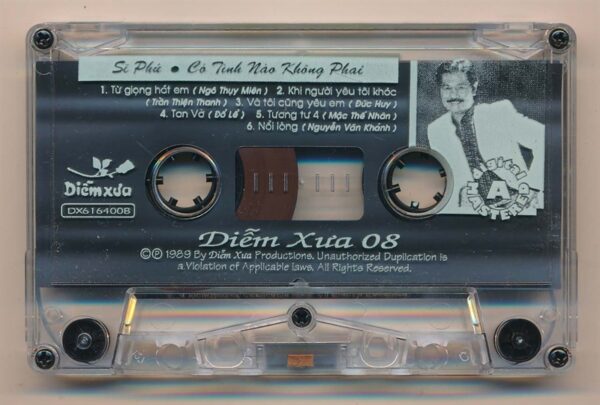 Sĩ Phú • Có Tình Nào Không Phai
1. Từ giọng hát em (Ngô Thụy Miên) 2. Khi người yêu tôi khóc
(Trần Thiện Thanh) 3. Và tôi cũng yêu em (Đức Huy)
4. Tan Vỡ (Đỗ Lễ) 5. Tương tư 4 (Mặc Thế Nhân)
6. Nỗi lòng (Nguyễn Văn Khánh)
Diễm Xưa
DX616400B
Digital
A
MASTERED
Diễm Xưa 08
©℗ 1989 By Diễm Xưa Productions. Unauthorized Duplication is
a Violation of Applicable laws. All Rights Reserved.